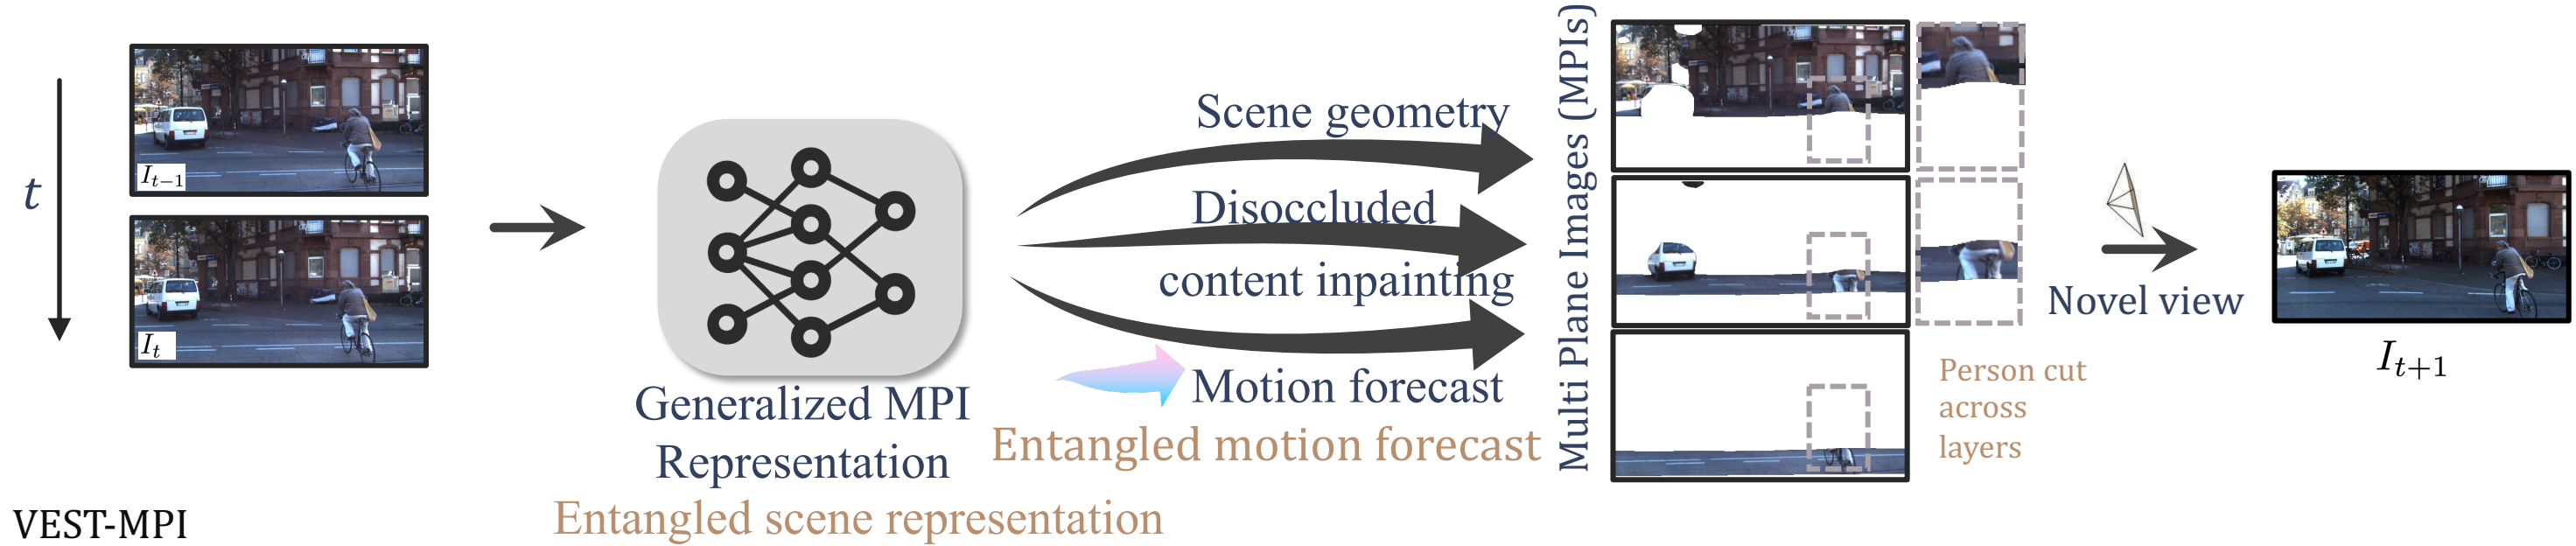 t
I_{t-1}
I_t
Generalized MPI
Representation
Entangled scene representation
Scene geometry
Disoccluded
content inpainting
Motion forecast
Entangled motion forecast
Multi Plane Images (MPIs)
Person cut
across
layers
Novel view
I_{t+1}
VEST-MPI